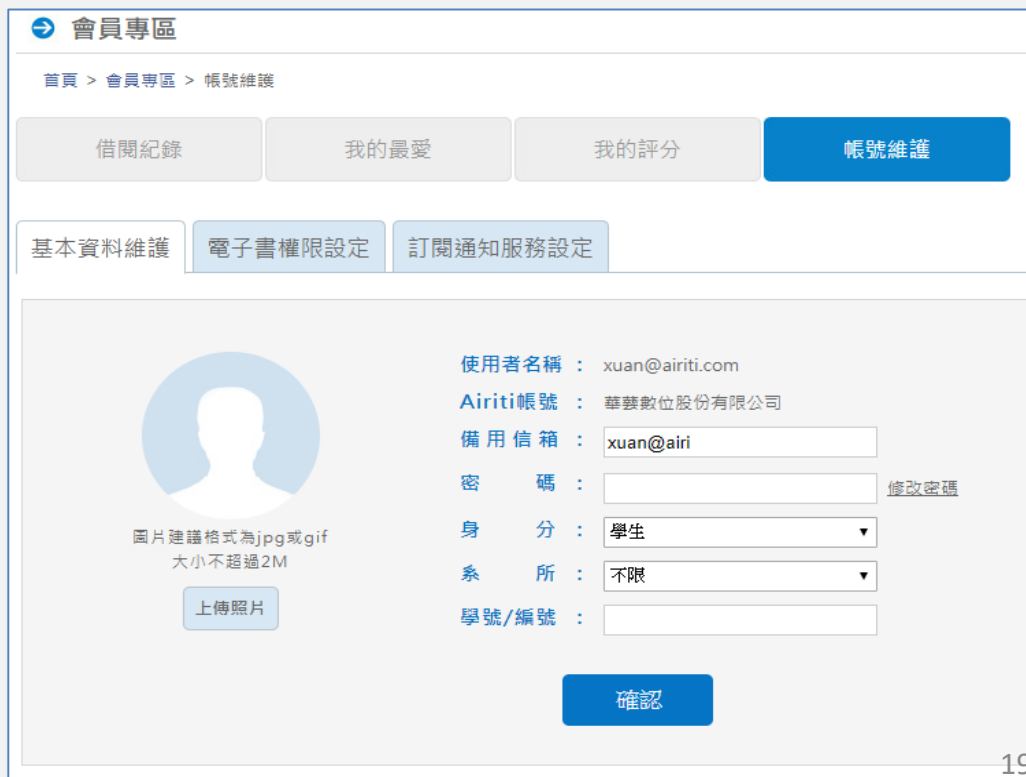 會員專區
首頁 > 會員專區 > 帳號維護
借閱紀錄 我的最愛 我的評分 帳號維護
基本資料維護 電子書權限設定 訂閱通知服務設定
圖片建議格式為jpg或gif
大小不超過2M
上傳照片
使用者名稱 : xuan@airiti.com
Airiti帳號 : 華藝數位股份有限公司
備用信箱 : xuan@airi
密 碼 : 修改密碼
身 分 : 學生
系 所 : 不限
學號/編號 :
確認
19